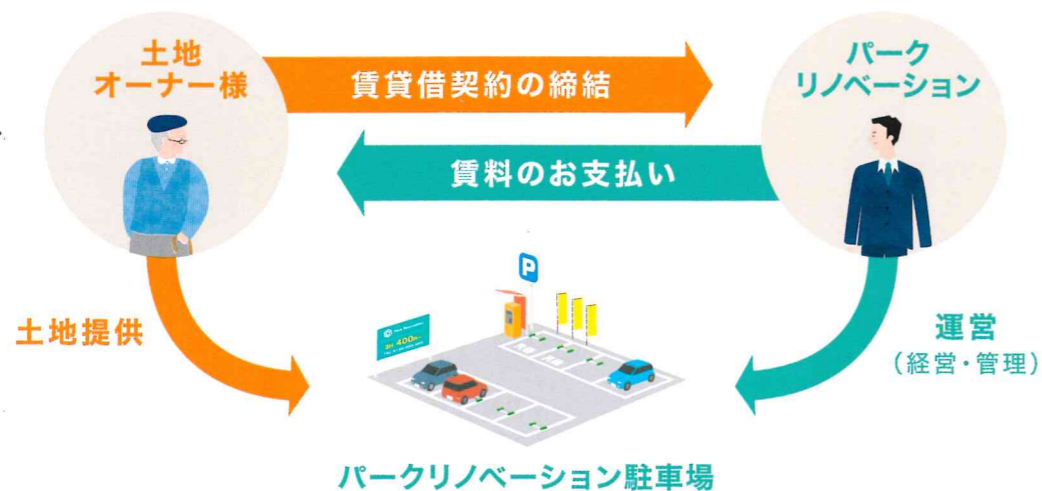 土地
オーナー様
賃貸借契約の締結
パーク
リノベーション
賃料のお支払い
P
土地提供
400
運営
（経営・管理）
パークリノベーション駐車場